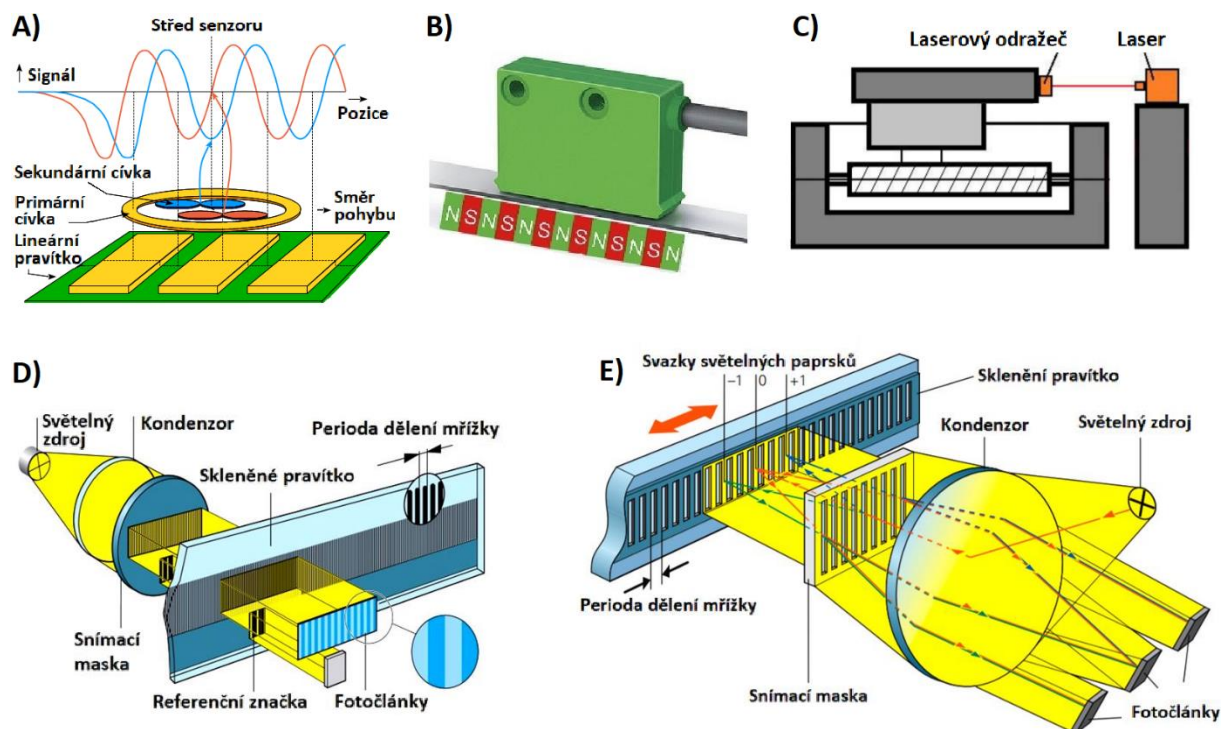 A)
Střed senzoru
Signál
Pozice
Sekundární cívka
Primární
cívka
Směr
pohybu
Lineární
pravítko
B)
N S N S N S N S N S N S N
C)
Laserový odražeč
Laser
D)
Světelný
zdroj
Kondenzor
Perioda dělení mřížky
Skleněné pravítko
Snímací
maska
Referenční značka
Fotočlánky
E)
Svazky světelných paprsků
−1
0
+1
Sklenění pravítko
Kondenzor
Světelný zdroj
Perioda dělení mřížky
Snímací maska
Fotočlánky